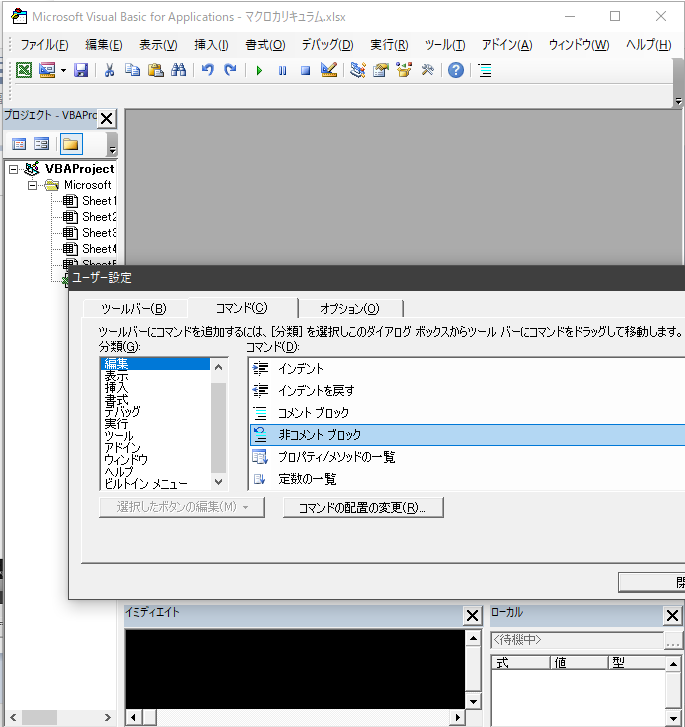 Microsoft Visual Basic for Applications - マクロカリキュラム.xlsx
ファイル(F) 編集(E) 表示(V) 挿入(I) 書式(O) デバッグ(D) 実行(R) ツール(T) アドイン(A) ウィンドウ(W) ヘルプ(H)
プロジェクト - VBAProj
VBAProject
Microsoft
Sheet1
Sheet2
Sheet3
Sheet4
ユーザー設定
ツールバー(B) コマンド(C) オプション(O)
ツールバーにコマンドを追加するには、[分類] を選択しこのダイアログ ボックスからツール バーにコマンドをドラッグして移動します。
分類(G): コマンド(D):
編集
表示
挿入
書式
デバッグ
実行
ツール
アドイン
ウィンドウ
ヘルプ
ビルトイン メニュー
インデント
インデントを戻す
コメント ブロック
非コメント ブロック
プロパティ/メソッドの一覧
定数の一覧
選択したボタンの編集(M) コマンドの配置の変更(R)...
閉
イミディエイト
ローカル
<待機中> ...
式 値 型